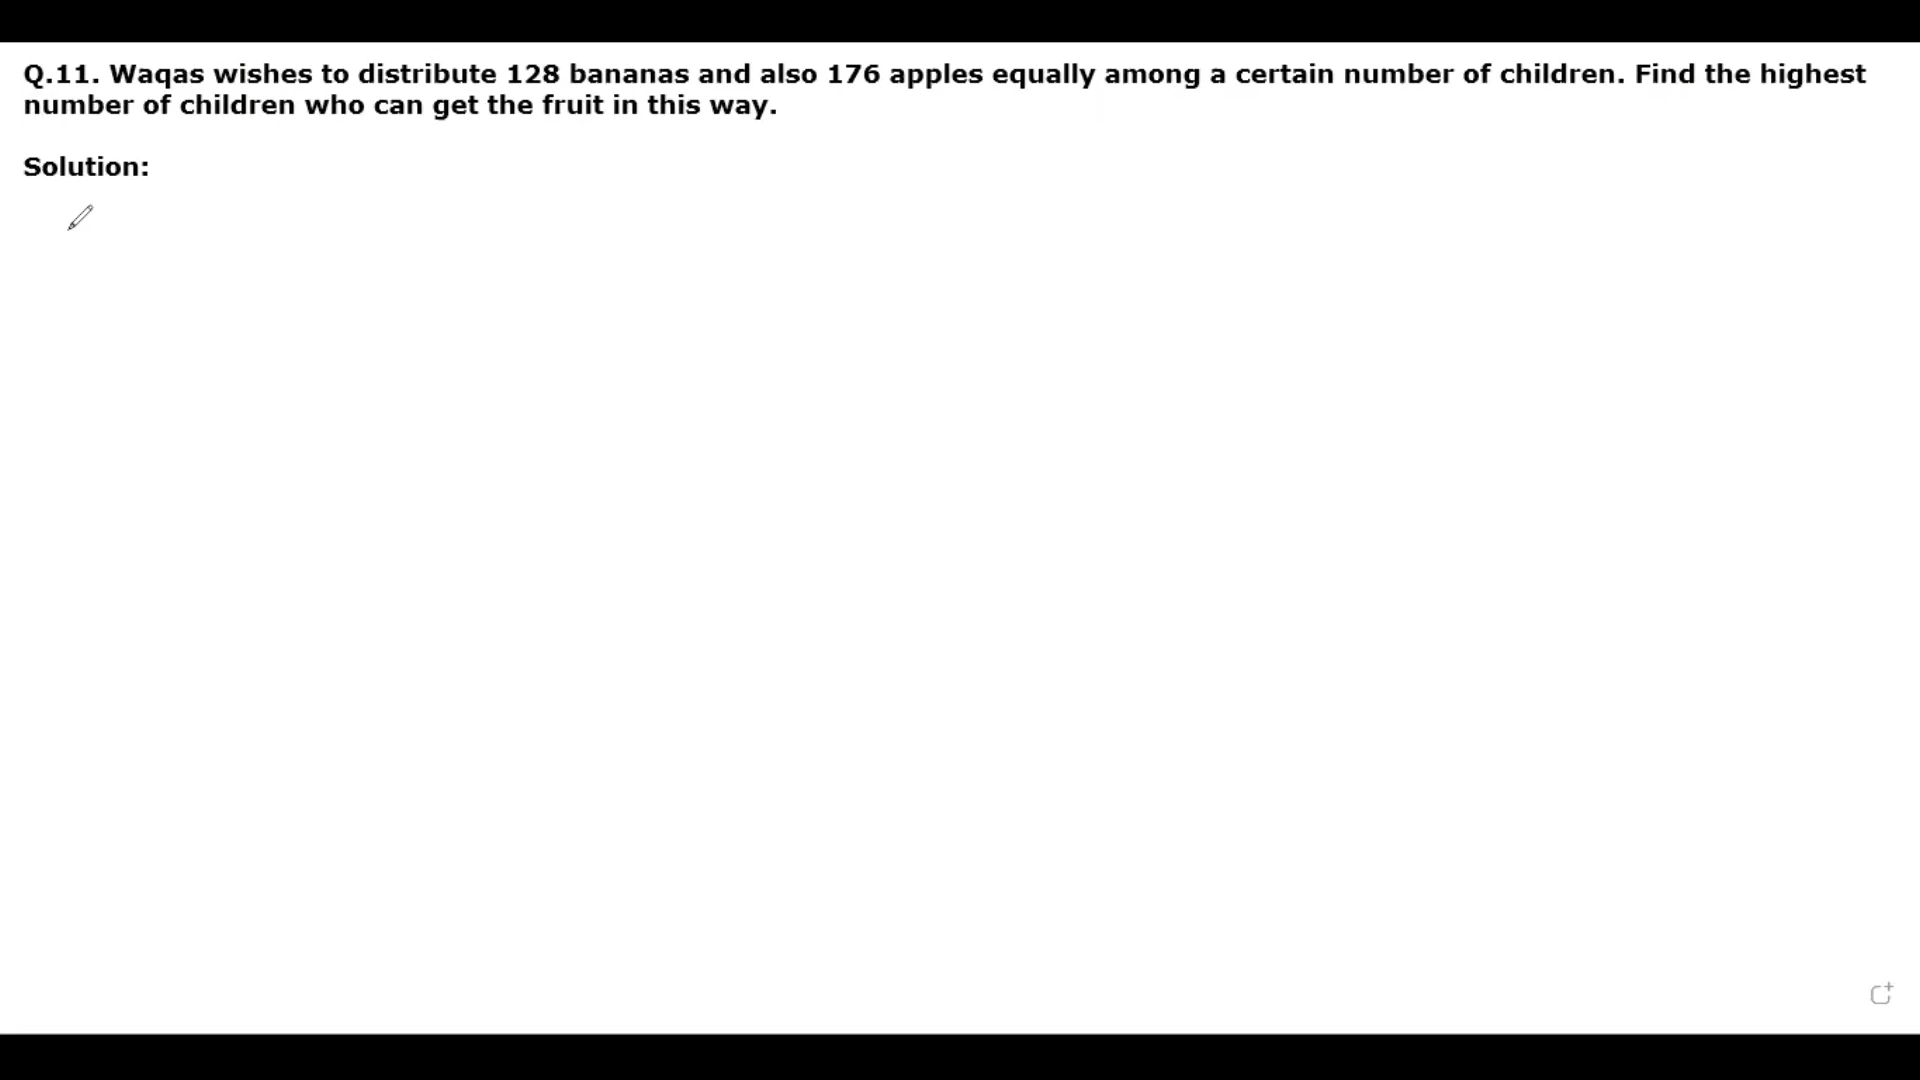 Q.11. Waqas wishes to distribute 128 bananas and also 176 apples equally among a certain number of children. Find the highest
number of children who can get the fruit in this way.
Solution: